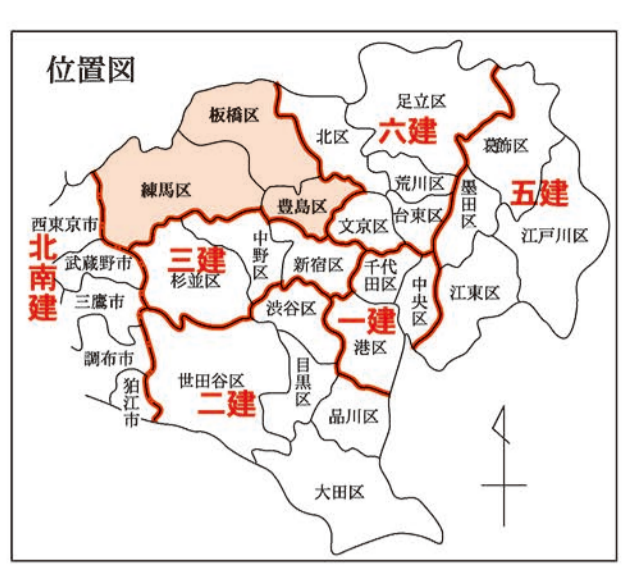 位置図
足立区
板橋区
北区
六建
葛飾区
練馬区
荒川区
墨田区
五建
豊島区
文京区
台東区
西東京市
江戸川区
北南建
武蔵野市
三建
杉並区
中野区
新宿区
千代
田区
中央区
江東区
三鷹市
渋谷区
一建
港区
調布市
狛江市
世田谷区
二建
目黒区
品川区
大田区